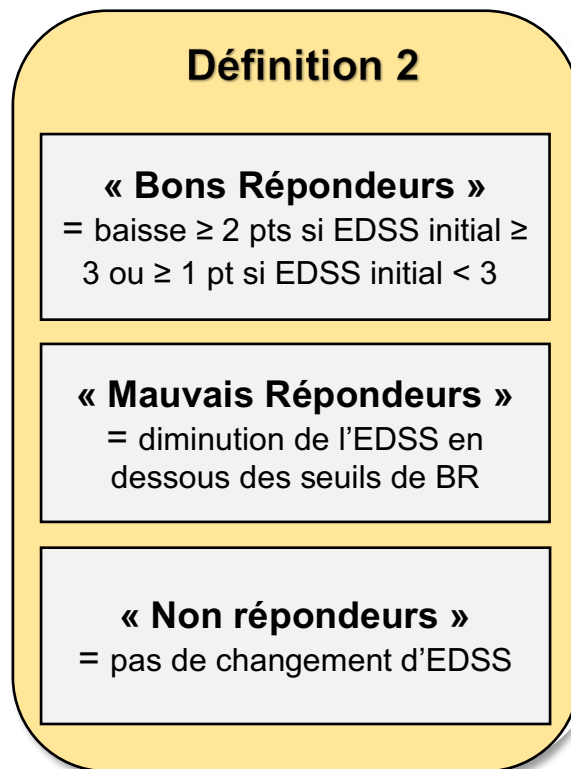 Définition 2
« Bons Répondeurs »
= baisse ≥ 2 pts si EDSS initial ≥
3 ou ≥ 1 pt si EDSS initial < 3
« Mauvais Répondeurs »
= diminution de l’EDSS en
dessous des seuils de BR
« Non répondeurs »
= pas de changement d’EDSS